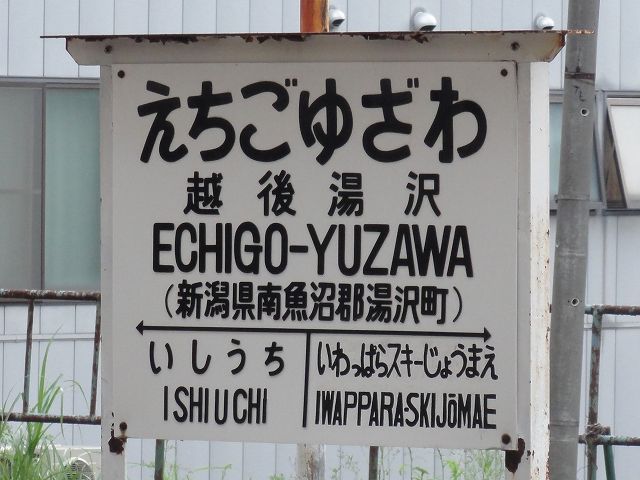 えちごゆざわ
越後湯沢
ECHIGO-YUZAWA
(新潟県南魚沼郡湯沢町)
いしうち
ISHIUCHI
いわっぱらスキーじょうまえ
IWAPPARA-SKIJōMAE